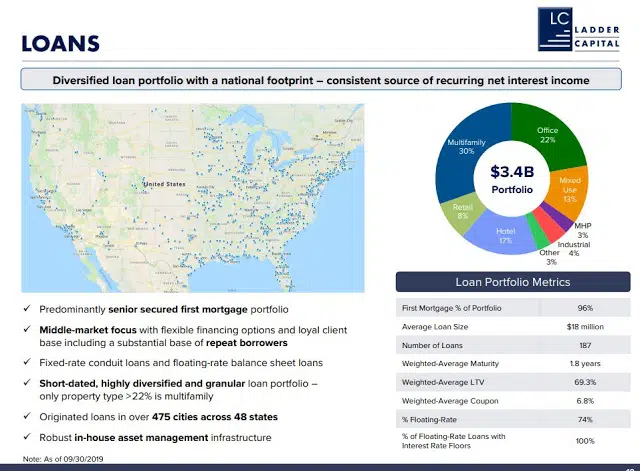 LOANS
LC
LADDER
CAPITAL
Diversified loan portfolio with a national footprint – consistent source of recurring net interest income
United States
Office
22%
Mixed
Use
13%
MHP
3%
Industrial
4%
Other
3%
Hotel
17%
Retail
8%
Multifamily
30%
$3.4B
Portfolio
✓ Predominantly senior secured first mortgage portfolio
✓ Middle-market focus with flexible financing options and loyal client
base including a substantial base of repeat borrowers
✓ Fixed-rate conduit loans and floating-rate balance sheet loans
✓ Short-dated, highly diversified and granular loan portfolio –
only property type >22% is multifamily
✓ Originated loans in over 475 cities across 48 states
✓ Robust in-house asset management infrastructure
Loan Portfolio Metrics
First Mortgage % of Portfolio 96%
Average Loan Size $18 million
Number of Loans 187
Weighted-Average Maturity 1.8 years
Weighted-Average LTV 69.3%
Weighted-Average Coupon 6.8%
% Floating-Rate 74%
% of Floating-Rate Loans with
Interest Rate Floors 100%
Note: As of 09/30/2019